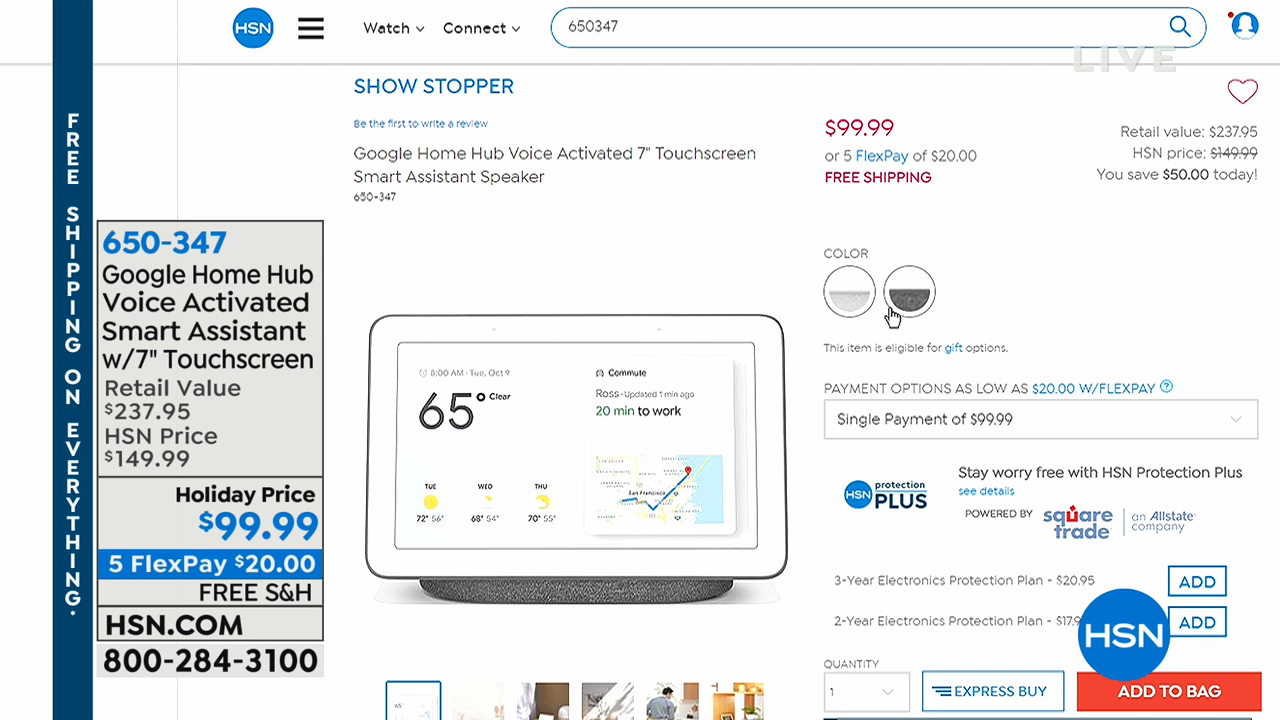 HSN
Watch
Connect
650347
LIVE
FREE SHIPPING ON EVERYTHING.
SHOW STOPPER
Be the first to write a review
Google Home Hub Voice Activated 7" Touchscreen
Smart Assistant Speaker
650-347
$99.99
or 5 FlexPay of $20.00
FREE SHIPPING
Retail value: $237.95
HSN price: $149.99
You save $50.00 today!
650-347
Google Home Hub
Voice Activated
Smart Assistant
w/7" Touchscreen
Retail Value
$237.95
HSN Price
$149.99
Holiday Price
$99.99
5 FlexPay $20.00
FREE S&H
HSN.COM
800-284-3100
8:00 AM - Tue, Oct 9
65° Clear
TUE WED THU
72° 56° 68° 54° 70° 55°
Commute
Ross - Updated 1 min ago
20 min to work
San Francisco
COLOR
This item is eligible for gift options.
PAYMENT OPTIONS AS LOW AS $20.00 W/FLEXPAY ?
Single Payment of $99.99
HSN protection PLUS
Stay worry free with HSN Protection Plus
see details
POWERED BY square trade an Allstate company
3-Year Electronics Protection Plan - $20.95 ADD
2-Year Electronics Protection Plan - ADD
HSN
QUANTITY
1
EXPRESS BUY
ADD TO BAG